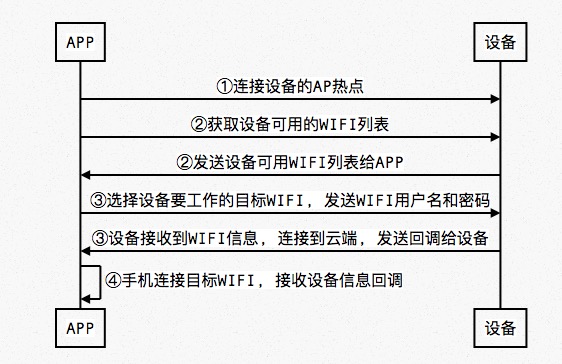 APP
设备
①连接设备的AP热点
②获取设备可用的WIFI列表
②发送设备可用WIFI列表给APP
③选择设备要工作的目标WIFI, 发送WIFI用户名和密码
③设备接收到WIFI信息, 连接到云端, 发送回调给设备
④手机连接目标WIFI, 接收设备信息回调
APP
设备